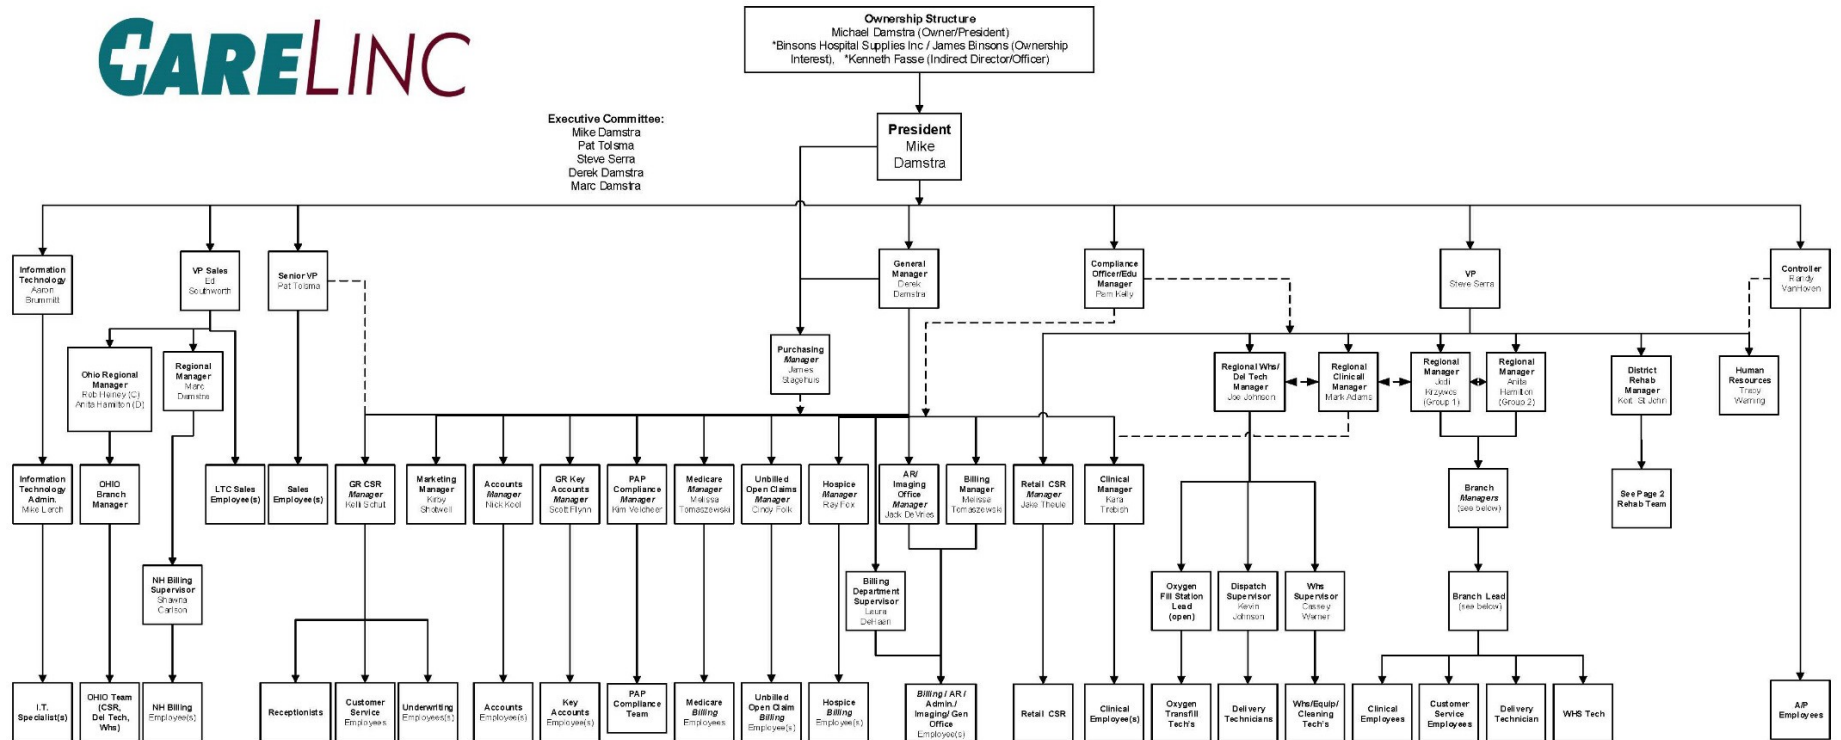 CARELINC
Ownership Structure
Michael Damstra (Owner/President)
*Binsons Hospital Supplies Inc / James Binsons (Ownership
Interest), *Kenneth Fasse (Indirect Director/Officer)
Executive Committee:
Mike Damstra
Pat Tolsma
Steve Serra
Derek Damstra
Marc Damstra
President
Mike
Damstra
Information
Technology
Aaron
Brummitt
VP Sales
Ed
Southworth
Senior VP
Pat Tolsma
General
Manager
Derek
Damstra
Compliance
Officer/Edu
Manager
Pam Kelly
VP
Steve Serra
Controller
Randy
VanHoven
Ohio Regional
Manager
Rob Heiney (C)
Anita Hamilton (D)
Regional
Manager
Marc
Damstra
Purchasing
Manager
James
Stagehuis
Regional Whs/
Del Tech
Manager
Joe Johnson
Regional
Clinicall
Manager
Mark Adams
Regional
Manager
Jodi
Krzywos
(Group 1)
Regional
Manager
Anita
Hamilton
(Group 2)
District
Rehab
Manager
St John
Human
Resources
Tracy
Warning
Information
Technology
Admin.
Mike Lerch
OHIO
Branch
Manager
LTC Sales
Employee(s)
Sales
Employee(s)
GR CSR
Manager
Kelli Schut
Marketing
Manager
Kirby
Shotwell
Accounts
Manager
Nick Kool
GR Key
Accounts
Manager
Scott Flynn
PAP
Compliance
Manager
Kim Velcheer
Medicare
Manager
Melissa
Tomaszewski
Unbilled
Open Claims
Manager
Cindy Folk
Hospice
Manager
Ray Fox
AR/
Imaging
Office
Manager
Jack DeVries
Billing
Manager
Melissa
Tomaszewski
Retail CSR
Manager
Jake Theule
Clinical
Manager
Kara
Trebish
Branch
Managers
(see below)
See Page 2
Rehab Team
NH Billing
Supervisor
Shawna
Carlson
Billing
Department
Supervisor
Laura
DeHaan
Oxygen
Fill Station
Lead
(open)
Dispatch
Supervisor
Kevin
Johnson
Whs
Supervisor
Cassey
Werner
Branch Lead
(see below)
I.T.
Specialist(s)
OHIO Team
(CSR,
Del Tech,
Whs)
NH Billing
Employee(s)
Receptionists
Customer
Service
Employees
Underwriting
Employees(s)
Accounts
Employee(s)
Key
Accounts
Employee(s)
PAP
Compliance
Team
Medicare
Billing
Employees
Unbilled
Open Claim
Billing
Employee(s)
Hospice
Billing
Employee(s)
Billing / AR /
Admin./
Imaging/ Gen
Office
Employee(s)
Retail CSR
Clinical
Employee(s)
Oxygen
Transfill
Tech's
Delivery
Technicians
Whs/Equip/
Cleaning
Tech's
Clinical
Employees
Customer
Service
Employees
Delivery
Technician
WHS Tech
A/P
Employees